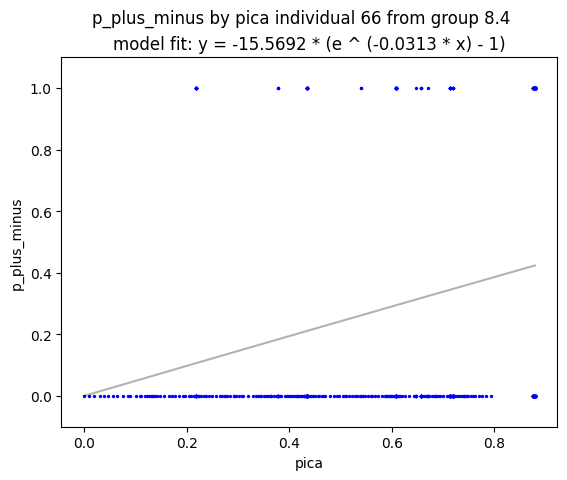 p_plus_minus by pica individual 66 from group 8.4
model fit: y = -15.5692 * (e ^ (-0.0313 * x) - 1)
1.0
0.8
0.6
0.4
0.2
0.0
p_plus_minus
0.0 0.2 0.4 0.6 0.8
pica